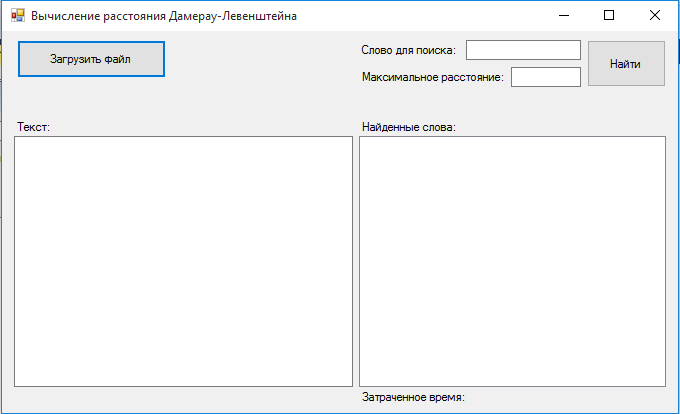 Вычисление расстояния Дамерау-Левенштейна
Загрузить файл
Слово для поиска:
Найти
Максимальное расстояние:
Текст:
Найденные слова:
Затраченное время: